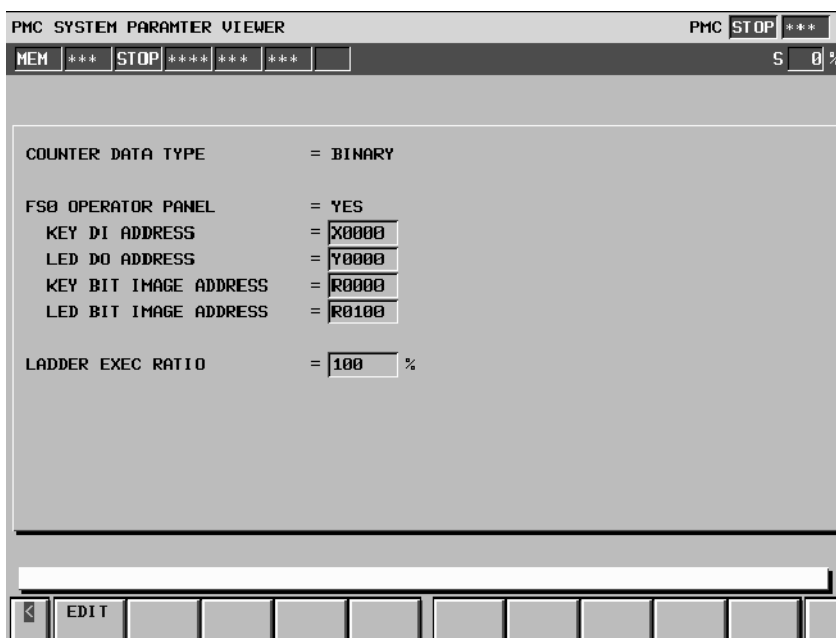 PMC SYSTEM PARAMTER VIEWER PMC STOP ***
MEM *** STOP **** *** *** S 0 %
COUNTER DATA TYPE = BINARY
FS0 OPERATOR PANEL = YES
KEY DI ADDRESS = X0000
LED DO ADDRESS = Y0000
KEY BIT IMAGE ADDRESS = R0000
LED BIT IMAGE ADDRESS = R0100
LADDER EXEC RATIO = 100 %
< EDIT